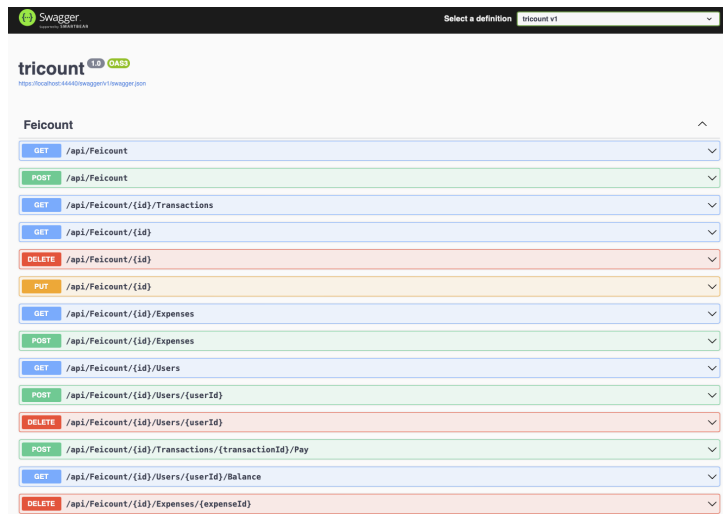 Swagger.
Supported by SMARTBEAR
Select a definition
tricount v1
tricount 1.0 OAS3
https://localhost:44440/swagger/v1/swagger.json
Feicount
GET /api/Feicount
POST /api/Feicount
GET /api/Feicount/{id}/Transactions
GET /api/Feicount/{id}
DELETE /api/Feicount/{id}
PUT /api/Feicount/{id}
GET /api/Feicount/{id}/Expenses
POST /api/Feicount/{id}/Expenses
GET /api/Feicount/{id}/Users
POST /api/Feicount/{id}/Users/{userId}
DELETE /api/Feicount/{id}/Users/{userId}
POST /api/Feicount/{id}/Transactions/{transactionId}/Pay
GET /api/Feicount/{id}/Users/{userId}/Balance
DELETE /api/Feicount/{id}/Expenses/{expenseId}